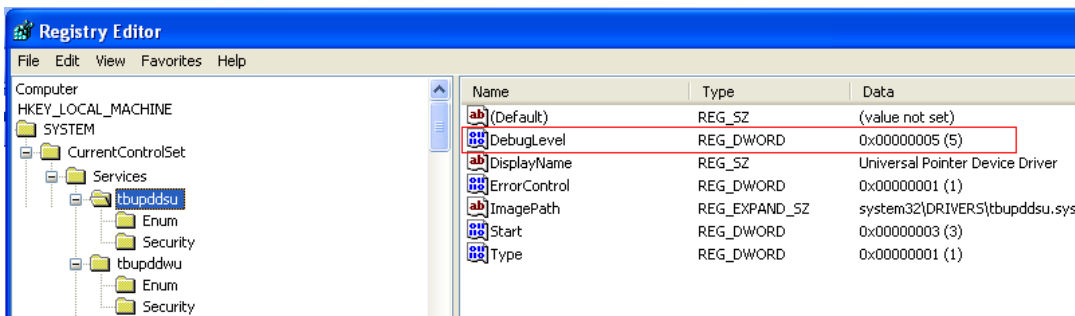 Registry Editor
File Edit View Favorites Help
Computer
HKEY_LOCAL_MACHINE
SYSTEM
CurrentControlSet
Services
tbupddsu
Enum
Security
tbupddwu
Enum
Security
Name Type Data
(Default) REG_SZ (value not set)
DebugLevel REG_DWORD 0x00000005 (5)
DisplayName REG_SZ Universal Pointer Device Driver
ErrorControl REG_DWORD 0x00000001 (1)
ImagePath REG_EXPAND_SZ system32\DRIVERS\tbupddsu.sys
Start REG_DWORD 0x00000003 (3)
Type REG_DWORD 0x00000001 (1)